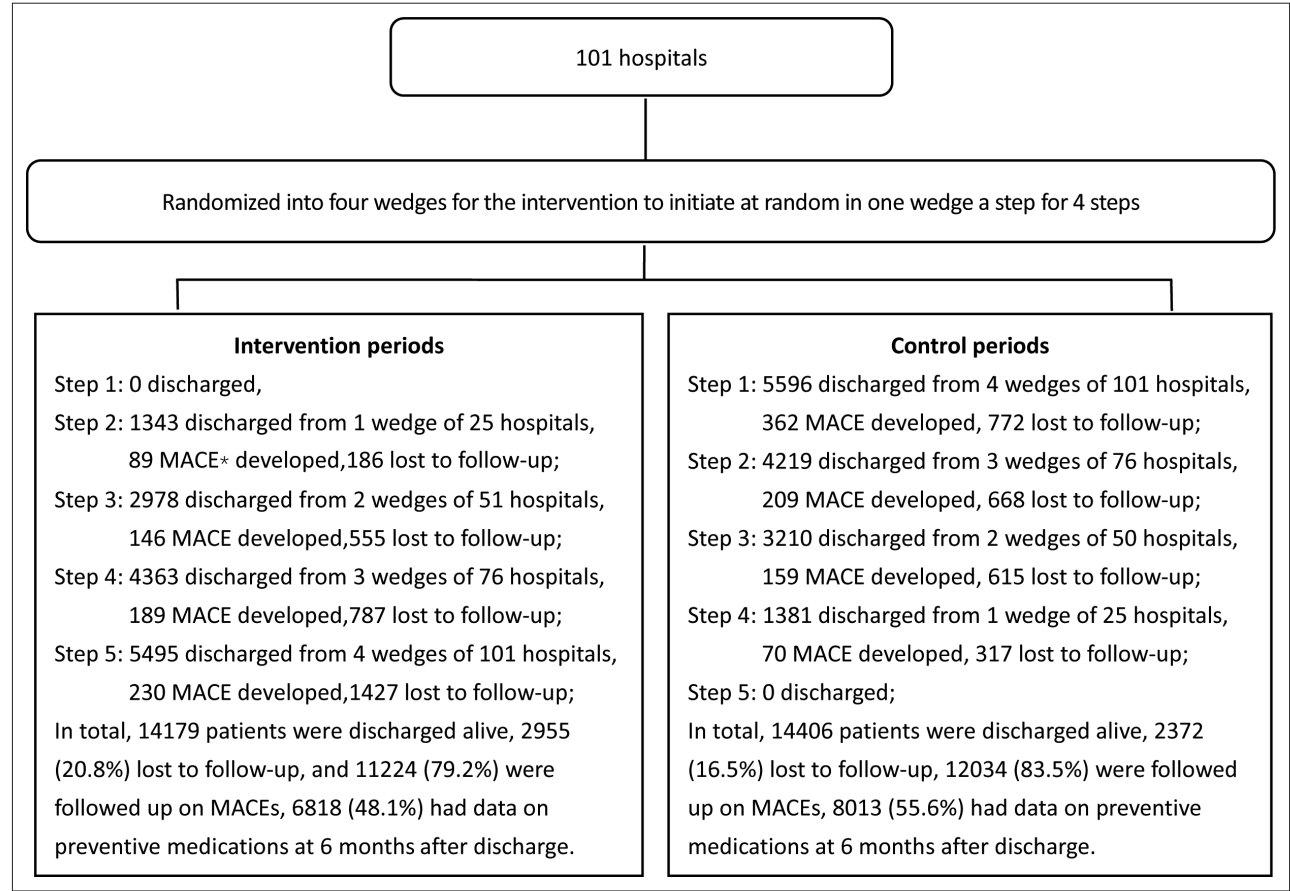 101 hospitals
Randomized into four wedges for the intervention to initiate at random in one wedge a step for 4 steps
Intervention periods
Step 1: 0 discharged,
Step 2: 1343 discharged from 1 wedge of 25 hospitals,
89 MACE* developed,186 lost to follow-up;
Step 3: 2978 discharged from 2 wedges of 51 hospitals,
146 MACE developed,555 lost to follow-up;
Step 4: 4363 discharged from 3 wedges of 76 hospitals,
189 MACE developed,787 lost to follow-up;
Step 5: 5495 discharged from 4 wedges of 101 hospitals,
230 MACE developed,1427 lost to follow-up;
In total, 14179 patients were discharged alive, 2955
(20.8%) lost to follow-up, and 11224 (79.2%) were
followed up on MACEs, 6818 (48.1%) had data on
preventive medications at 6 months after discharge.
Control periods
Step 1: 5596 discharged from 4 wedges of 101 hospitals,
362 MACE developed, 772 lost to follow-up;
Step 2: 4219 discharged from 3 wedges of 76 hospitals,
209 MACE developed, 668 lost to follow-up;
Step 3: 3210 discharged from 2 wedges of 50 hospitals,
159 MACE developed, 615 lost to follow-up;
Step 4: 1381 discharged from 1 wedge of 25 hospitals,
70 MACE developed, 317 lost to follow-up;
Step 5: 0 discharged;
In total, 14406 patients were discharged alive, 2372
(16.5%) lost to follow-up, 12034 (83.5%) were followed
up on MACEs, 8013 (55.6%) had data on preventive
medications at 6 months after discharge.